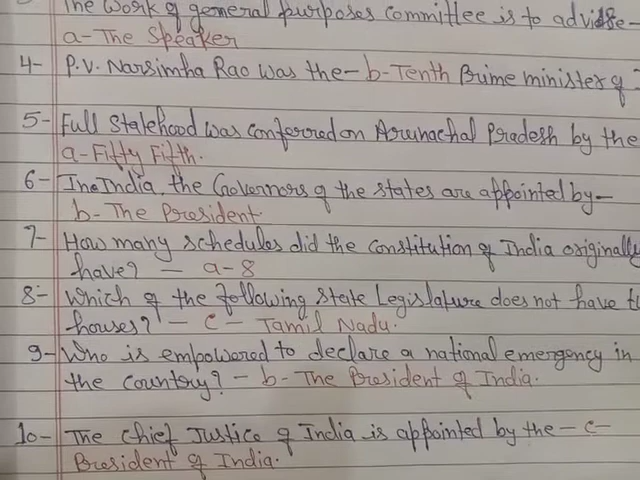 The work of general purposes committee is to advise-
a- The Speaker
4- P.V. Narsimha Rao was the - b- Tenth Prime minister of
5- Full Statehood was conferred on Arunachal Pradesh by the
a- Fifty Fifth.
6- In India, the Governors of the states are appointed by-
b- The President
7- How many schedules did the constitution of India originally
have? - a-8
8- Which of the following State Legislature does not have
houses? - c- Tamil Nadu.
9- Who is empowered to declare a national emergency in
the country? - b- The President of India.
10- The Chief Justice of India is appointed by the - c-
President of India.